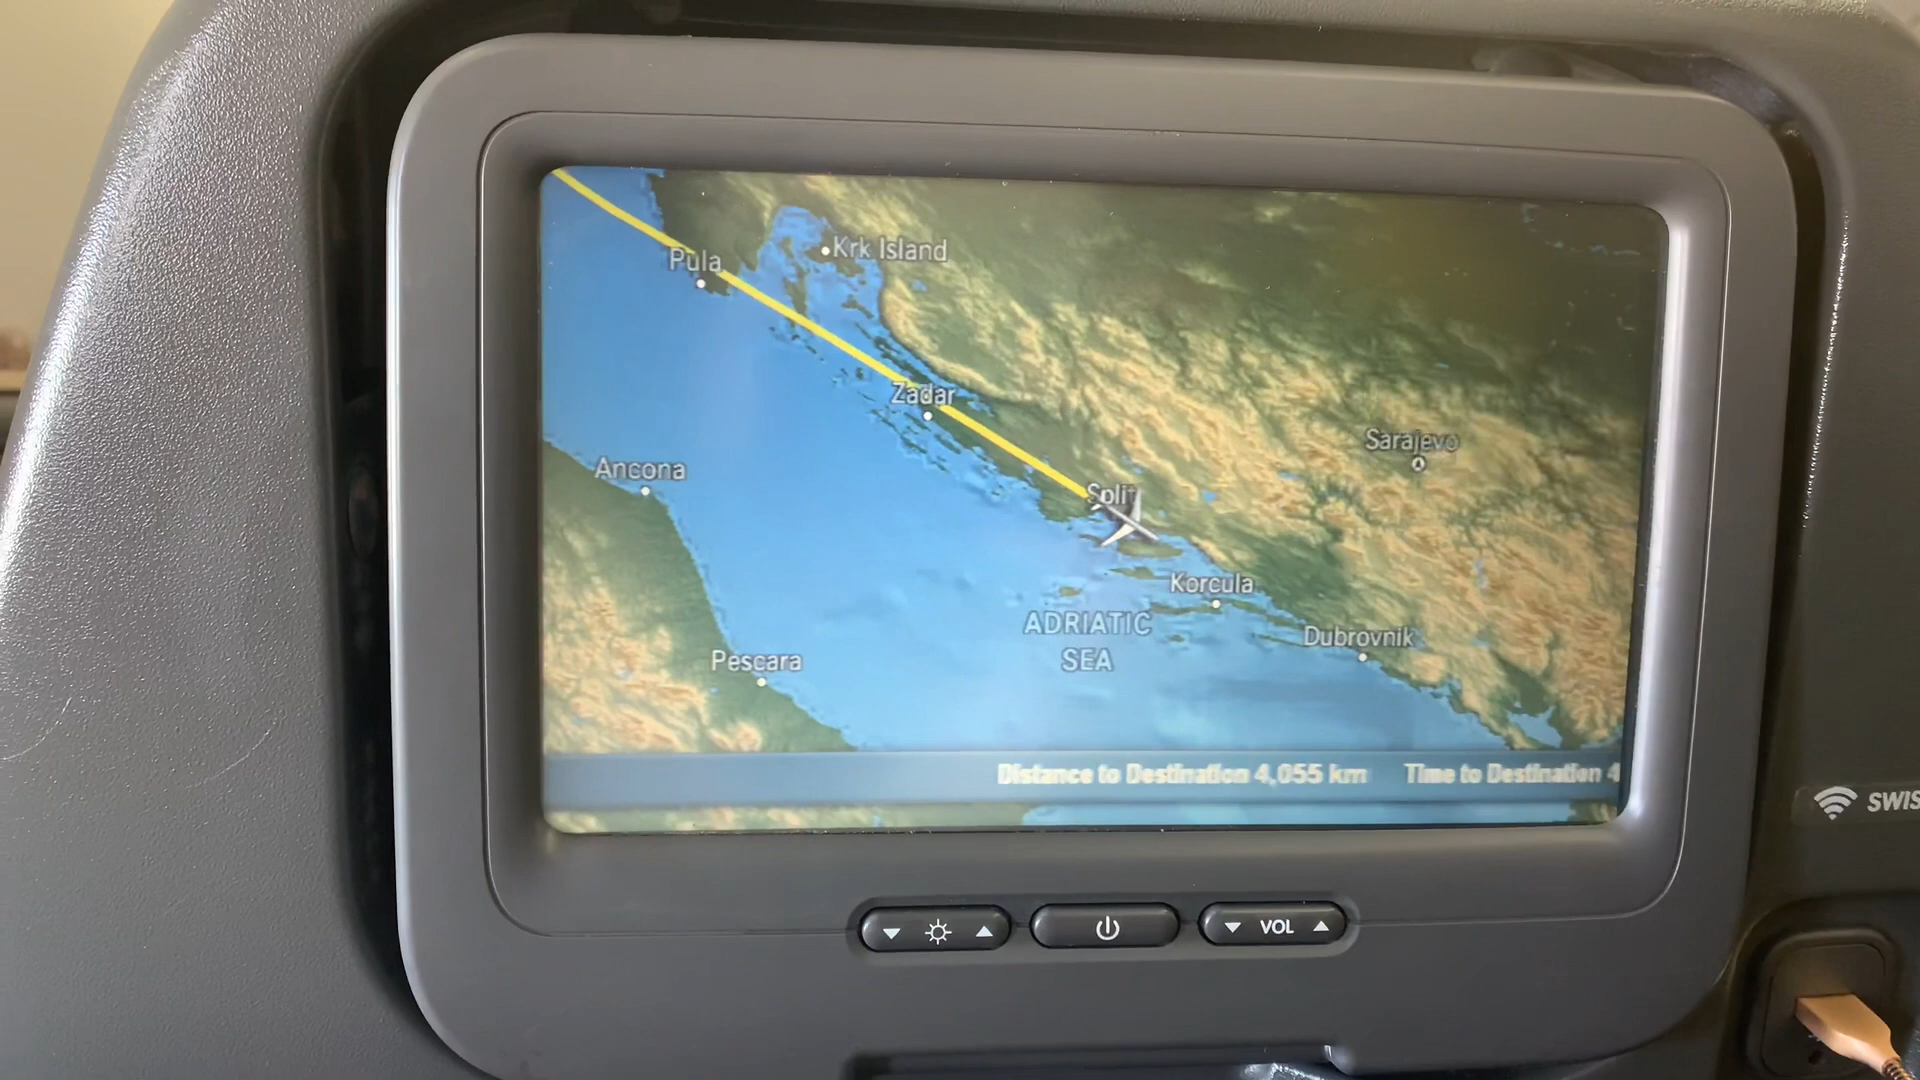 Krk Island
Pula
Zadar
Sarajevo
Ancona
Split
Korcula
ADRIATIC
SEA
Dubrovnik
Pescara
Distance to Destination 4,055 km Time to Destination 4
SWIS
VOL